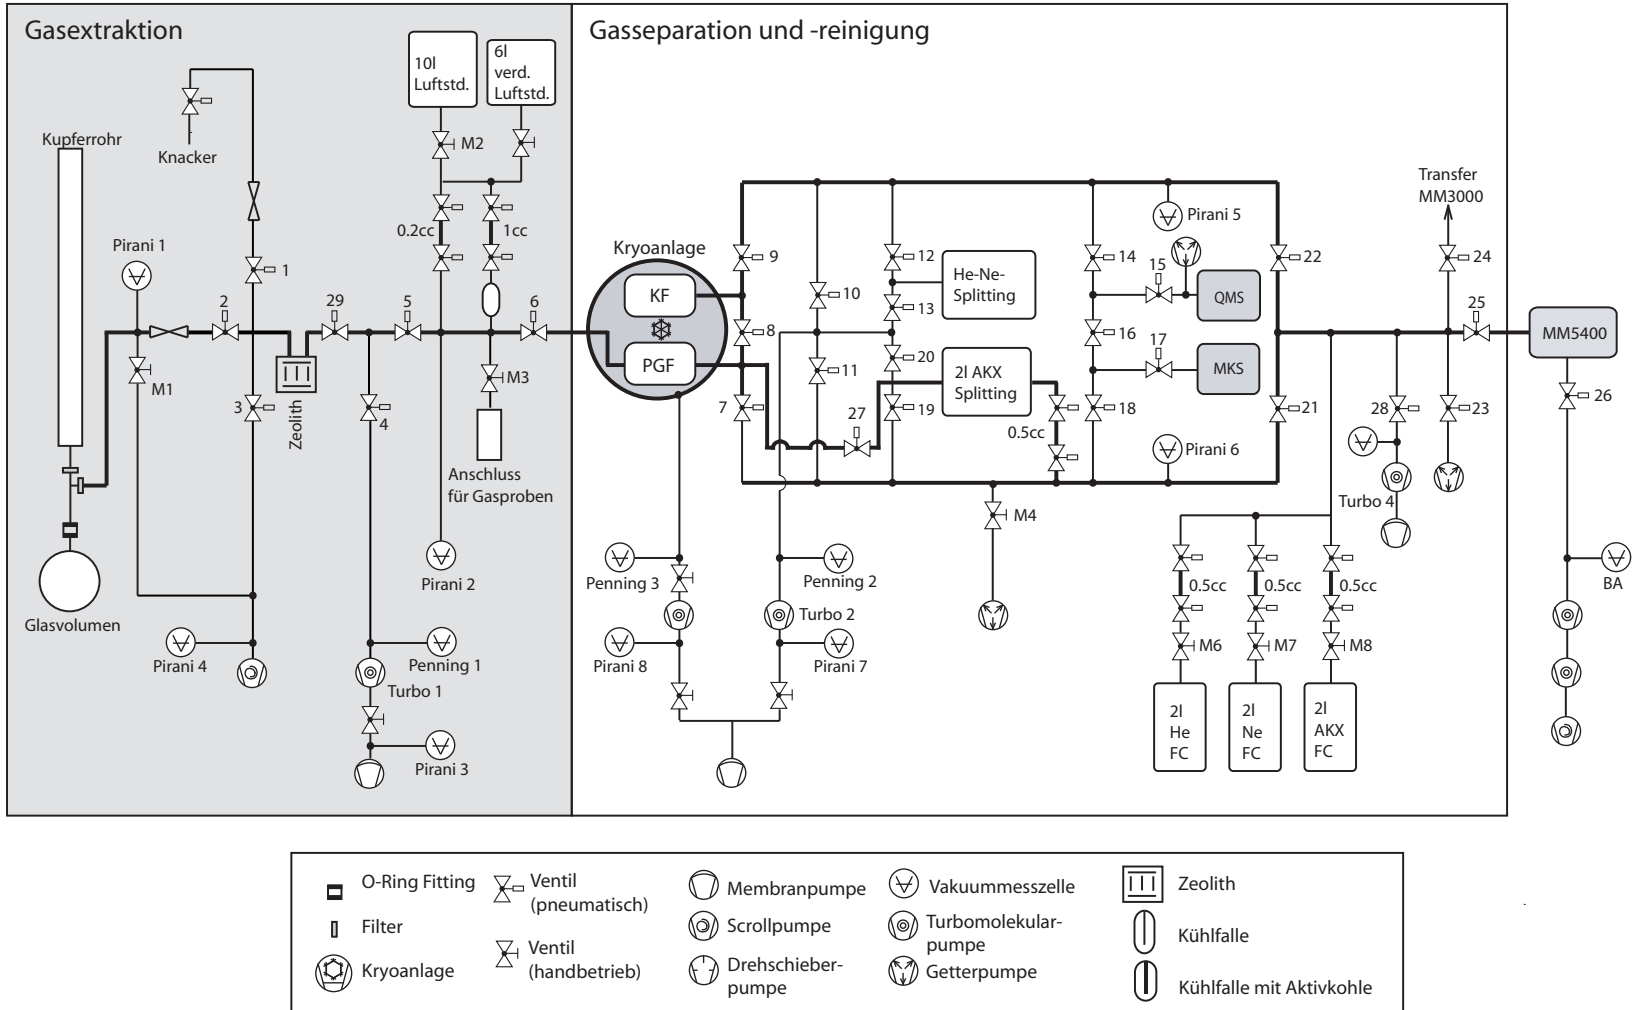 Gasextraktion
Gasseparation und -reinigung
10l
Luftstd.
6l
verd.
Luftstd.
Kupferrohr
Knacker
M2
0.2cc
1cc
Pirani 1
1
2
29
5
6
M1
3
Zeolith
4
M3
Anschluss
für Gasproben
Glasvolumen
Pirani 4
Pirani 2
Penning 1
Turbo 1
Pirani 3
Kryoanlage
KF
PGF
9
8
7
10
11
12
13
He-Ne-
Splitting
20
19
2l AKX
Splitting
27
0.5cc
14
15
16
17
18
QMS
MKS
Pirani 5
Pirani 6
22
21
Transfer
MM3000
24
25
MM5400
28
23
26
Turbo 4
M4
Penning 3
Penning 2
Turbo 2
Pirani 8
Pirani 7
0.5cc
0.5cc
0.5cc
M6
M7
M8
2l
He
FC
2l
Ne
FC
2l
AKX
FC
BA
O-Ring Fitting
Filter
Kryoanlage
Ventil
(pneumatisch)
Ventil
(handbetrieb)
Membranpumpe
Scrollpumpe
Drehschieber-
pumpe
Vakuummesszelle
Turbomolekular-
pumpe
Getterpumpe
Zeolith
Kühlfalle
Kühlfalle mit Aktivkohle